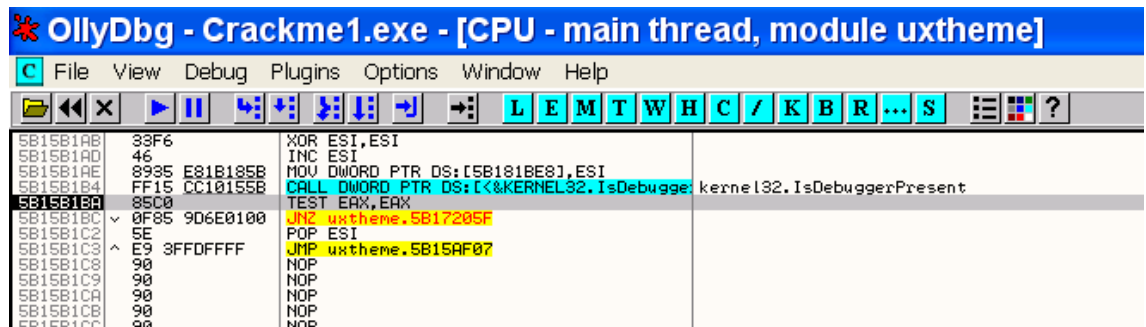 OllyDbg - Crackme1.exe - [CPU - main thread, module uxtheme]
C File View Debug Plugins Options Window Help
L E M T W H C / K B R ... S ?
5B15B1AB 33F6 XOR ESI,ESI
5B15B1AD 46 INC ESI
5B15B1AE 8935 E81B185B MOV DWORD PTR DS:[5B181BE8],ESI
5B15B1B4 FF15 CC10155B CALL DWORD PTR DS:[<&KERNEL32.IsDebugge kernel32.IsDebuggerPresent
5B15B1BA 85C0 TEST EAX,EAX
5B15B1BC 0F85 9D6E0100 JNZ uxtheme.5B17205F
5B15B1C2 5E POP ESI
5B15B1C3 ^ E9 3FFDFFFF JMP uxtheme.5B15AF07
5B15B1C8 90 NOP
5B15B1C9 90 NOP
5B15B1CA 90 NOP
5B15B1CB 90 NOP
5B15B1CC 90 NOP